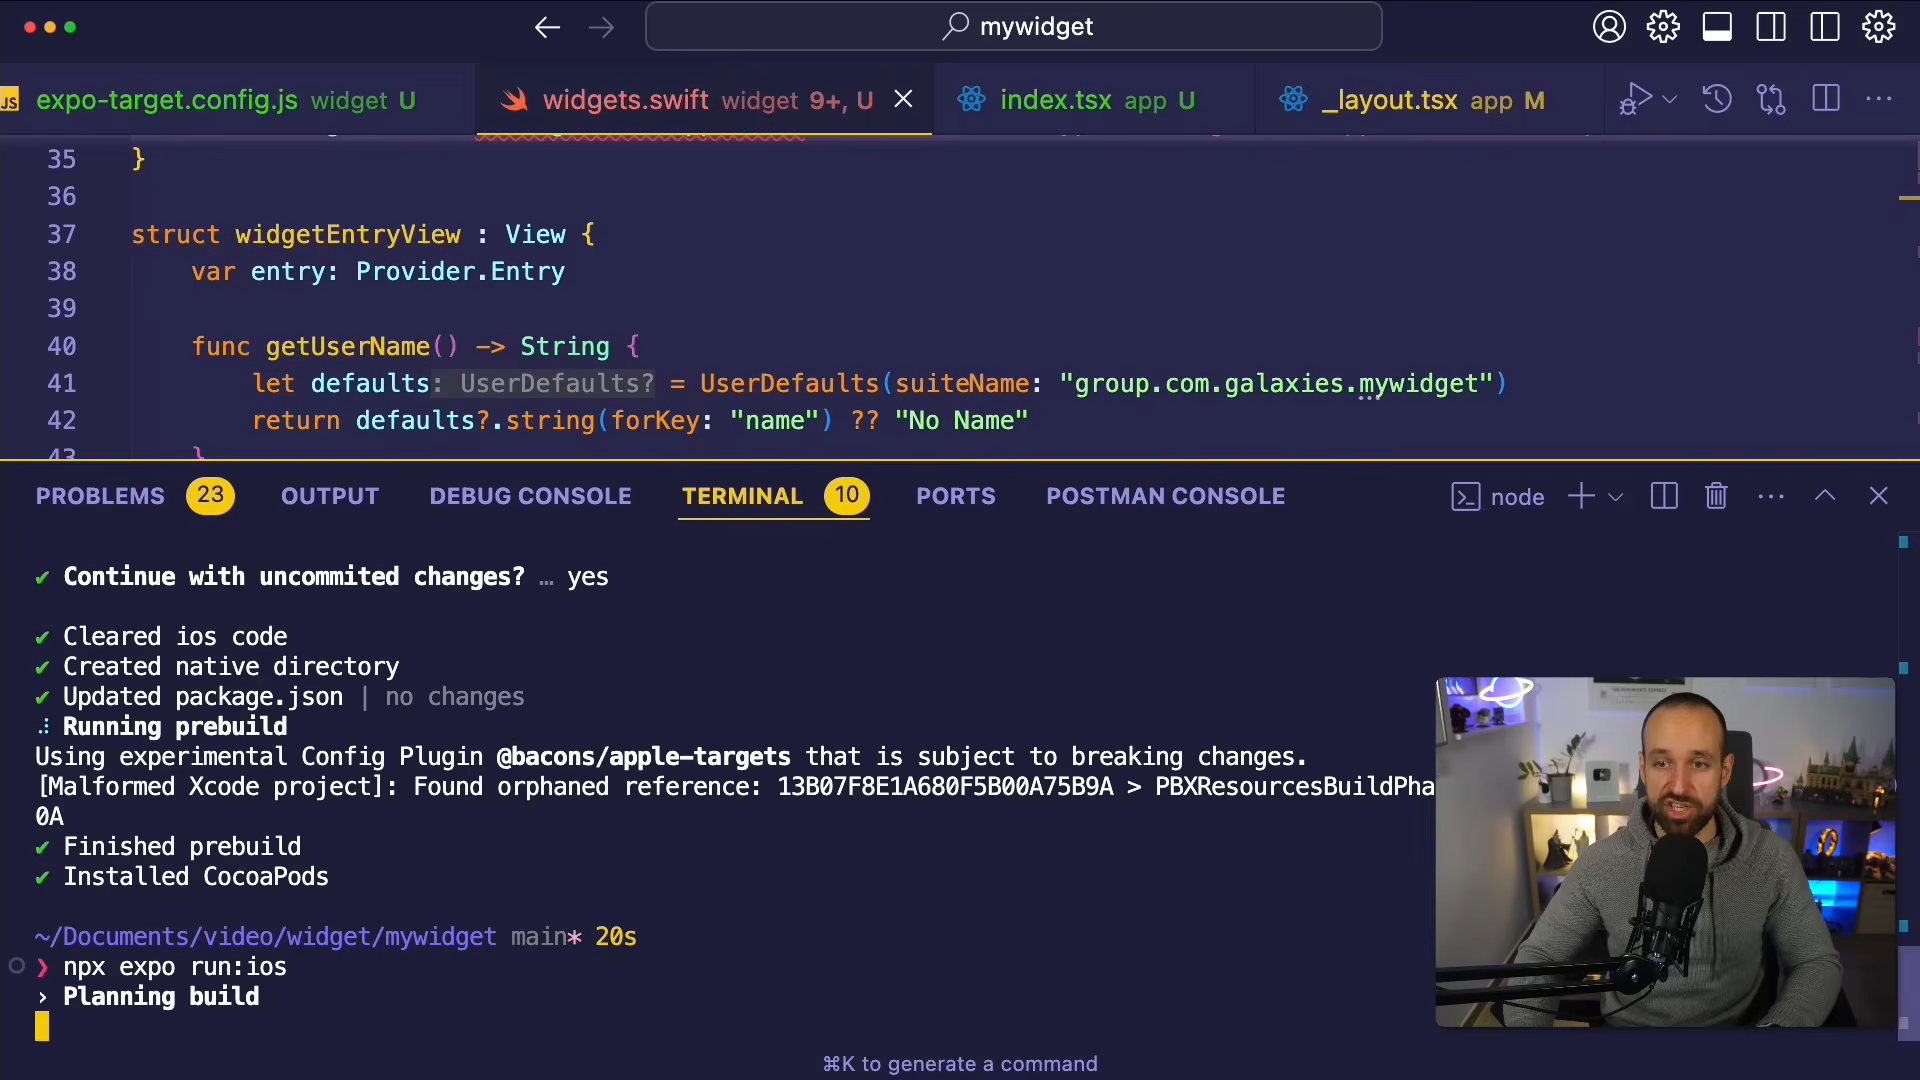 mywidget
JS expo-target.config.js widget U
widgets.swift widget 9+, U
index.tsx app U
_layout.tsx app M
35 }
36
37 struct widgetEntryView : View {
38 var entry: Provider.Entry
39
40 func getUserName() -> String {
41 let defaults: UserDefaults? = UserDefaults(suiteName: "group.com.galaxies.mywidget")
42 return defaults?.string(forKey: "name") ?? "No Name"
43 }
PROBLEMS 23 OUTPUT DEBUG CONSOLE TERMINAL 10 PORTS POSTMAN CONSOLE node
✔ Continue with uncommited changes? … yes
✔ Cleared ios code
✔ Created native directory
✔ Updated package.json | no changes
⠼ Running prebuild
Using experimental Config Plugin @bacons/apple-targets that is subject to breaking changes.
[Malformed Xcode project]: Found orphaned reference: 13B07F8E1A680F5B00A75B9A > PBXResourcesBuildPha
0A
✔ Finished prebuild
✔ Installed CocoaPods
~/Documents/video/widget/mywidget main* 20s
❯ npx expo run:ios
› Planning build
⌘K to generate a command